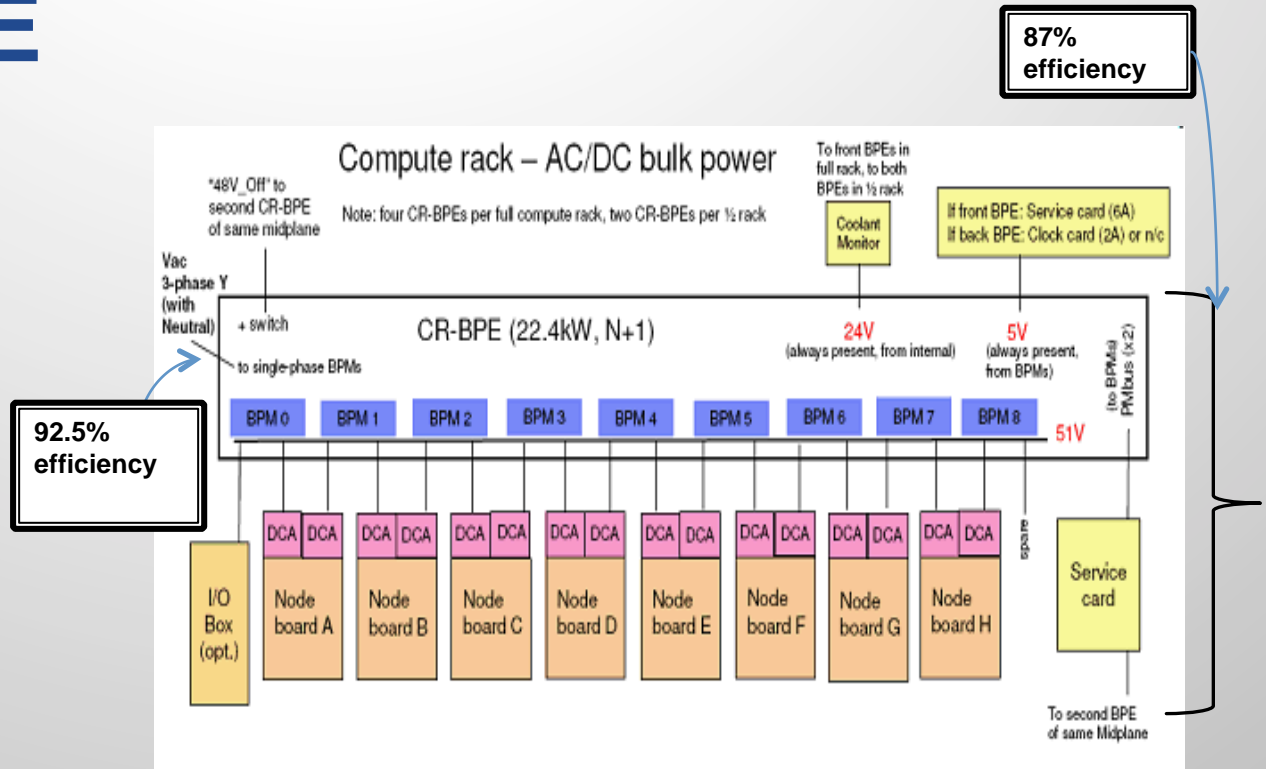 87%
efficiency
Compute rack – AC/DC bulk power
Note: four CR-BPEs per full compute rack, two CR-BPEs per ½ rack
"48V_Off" to
second CR-BPE
of same midplane
To front BPEs in
full rack, to both
BPEs in ½ rack
Coolant
Monitor
If front BPE: Service card (6A)
If back BPE: Clock card (2A) or n/c
Vac
3-phase Y
(with
Neutral)
+ switch
to single-phase BPMs
CR-BPE (22.4kW, N+1)
24V
(always present, from internal)
5V
(always present,
from BPMs)
(to BPMs)
PMbus (x2)
92.5%
efficiency
BPM 0 BPM 1 BPM 2 BPM 3 BPM 4 BPM 5 BPM 6 BPM 7 BPM 8
51V
DCA DCA DCA DCA DCA DCA DCA DCA DCA DCA DCA DCA DCA DCA DCA DCA
spare
I/O
Box
(opt.)
Node
board A
Node
board B
Node
board C
Node
board D
Node
board E
Node
board F
Node
board G
Node
board H
Service
card
To second BPE
of same Midplane